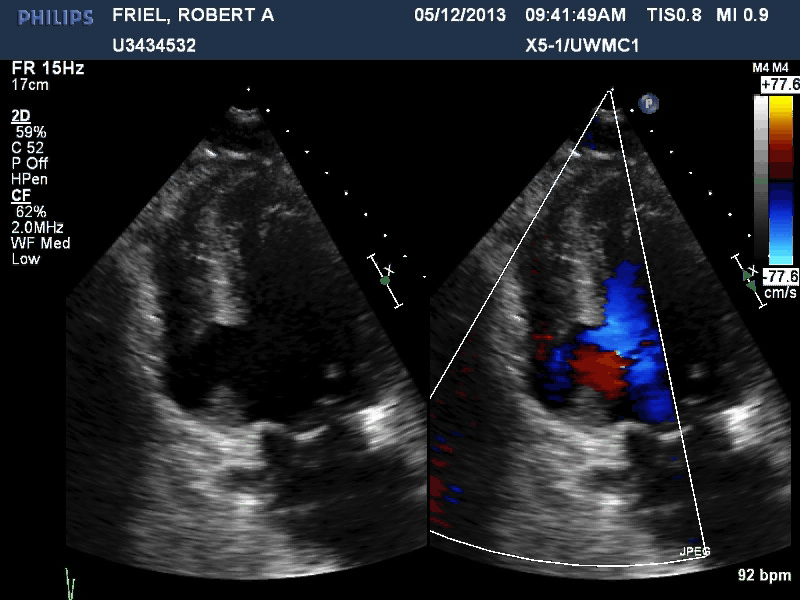 PHILIPS
FRIEL, ROBERT A
05/12/2013 09:41:49AM TIS0.8 MI 0.9
U3434532
X5-1/UWMC1
FR 15Hz
17cm
2D
59%
C 52
P Off
HPen
CF
62%
2.0MHz
WF Med
Low
P
M4 M4
+77.6
-77.6
cm/s
X
X
JPEG
92 bpm